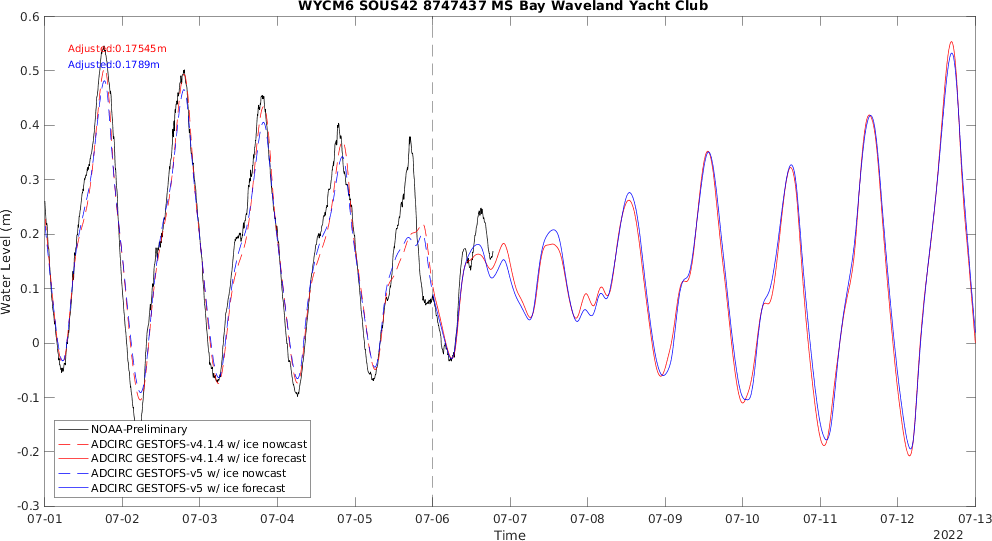 WYCM6 SOUS42 8747437 MS Bay Waveland Yacht Club
0.6
0.5
0.4
0.3
0.2
0.1
0
-0.1
-0.2
-0.3
Water Level (m)
Adjusted:0.17545m
Adjusted:0.1789m
NOAA-Preliminary
ADCIRC GESTOFS-v4.1.4 w/ ice nowcast
ADCIRC GESTOFS-v4.1.4 w/ ice forecast
ADCIRC GESTOFS-v5 w/ ice nowcast
ADCIRC GESTOFS-v5 w/ ice forecast
07-01 07-02 07-03 07-04 07-05 07-06 07-07 07-08 07-09 07-10 07-11 07-12 07-13
Time
2022